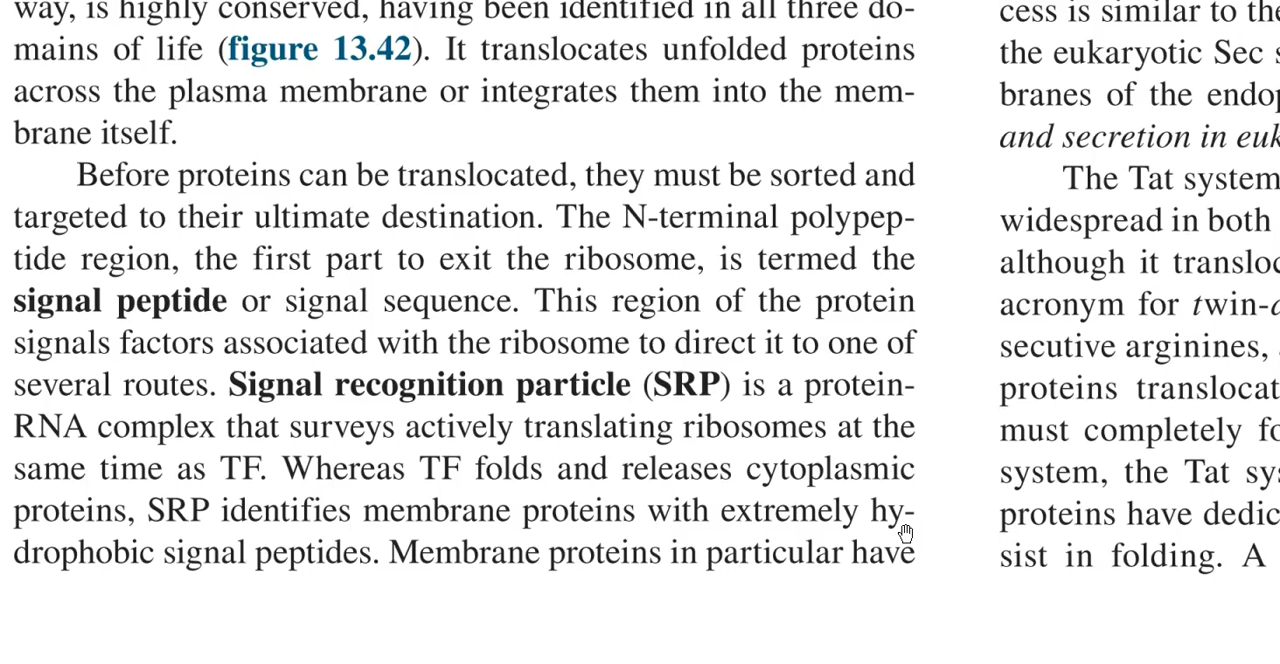 way, is highly conserved, having been identified in all three do-
mains of life (figure 13.42). It translocates unfolded proteins
across the plasma membrane or integrates them into the mem-
brane itself.
Before proteins can be translocated, they must be sorted and
targeted to their ultimate destination. The N-terminal polypep-
tide region, the first part to exit the ribosome, is termed the
signal peptide or signal sequence. This region of the protein
signals factors associated with the ribosome to direct it to one of
several routes. Signal recognition particle (SRP) is a protein-
RNA complex that surveys actively translating ribosomes at the
same time as TF. Whereas TF folds and releases cytoplasmic
proteins, SRP identifies membrane proteins with extremely hy-
drophobic signal peptides. Membrane proteins in particular have
cess is similar to the
the eukaryotic Sec
branes of the
and secretion in
The Tat system
widespread in both
although it
acronym for twin-
secutive arginines,
proteins
must completely
system, the Tat
proteins have
sist in folding. A